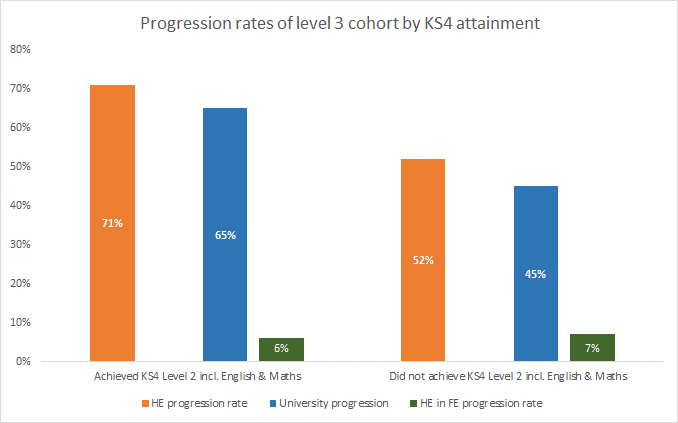 Progression rates of level 3 cohort by KS4 attainment
80%
70%
60%
50%
40%
30%
20%
10%
0%
71%
65%
6%
52%
45%
7%
Achieved KS4 Level 2 incl. English & Maths
Did not achieve KS4 Level 2 incl. English & Maths
HE progression rate
University progression
HE in FE progression rate